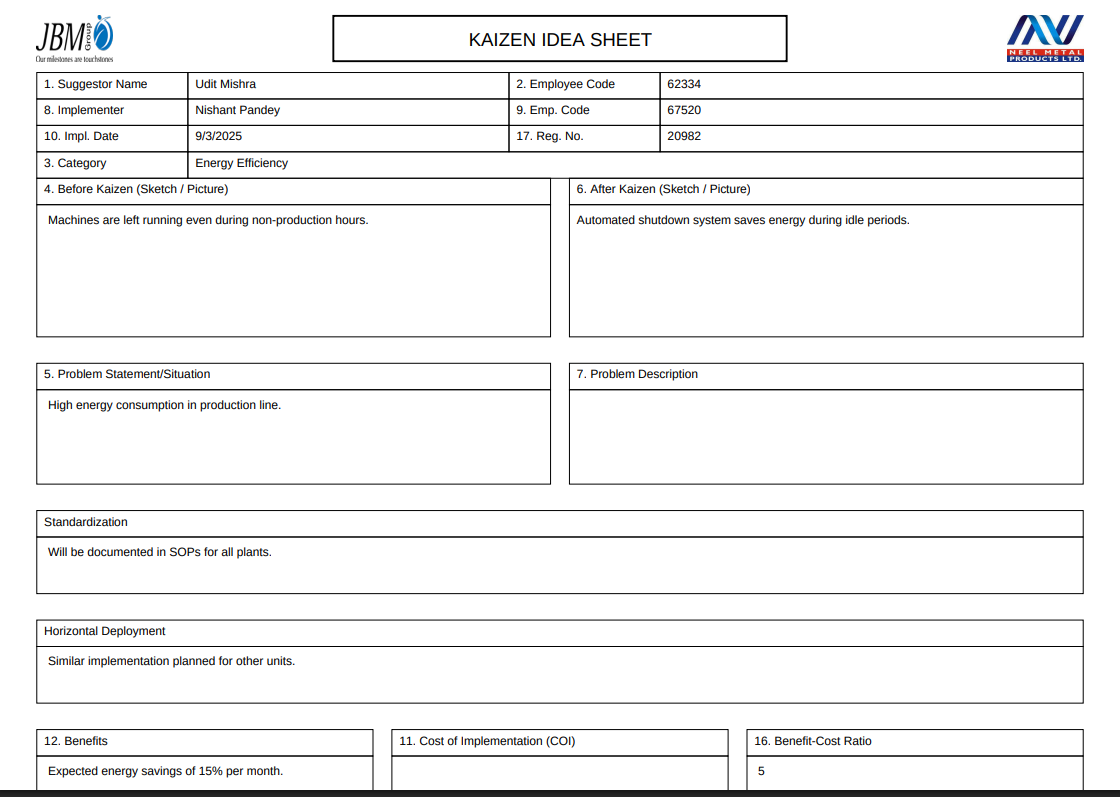 JBM Group
Our milestones are touchstones
KAIZEN IDEA SHEET
NEEL METAL
PRODUCTS LTD.
1. Suggestor Name Udit Mishra 2. Employee Code 62334
8. Implementer Nishant Pandey 9. Emp. Code 67520
10. Impl. Date 9/3/2025 17. Reg. No. 20982
3. Category Energy Efficiency
4. Before Kaizen (Sketch / Picture)
Machines are left running even during non-production hours.
6. After Kaizen (Sketch / Picture)
Automated shutdown system saves energy during idle periods.
5. Problem Statement/Situation
High energy consumption in production line.
7. Problem Description
Standardization
Will be documented in SOPs for all plants.
Horizontal Deployment
Similar implementation planned for other units.
12. Benefits
Expected energy savings of 15% per month.
11. Cost of Implementation (COI)
16. Benefit-Cost Ratio
5